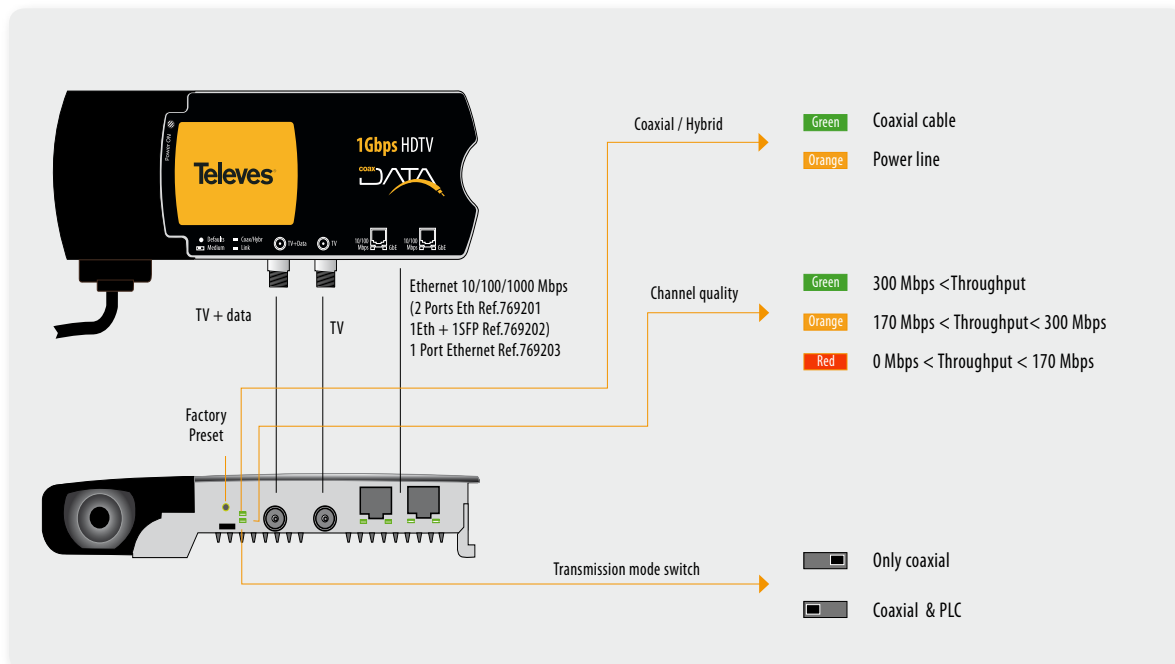 Power ON
Televes
1Gbps HDTV
coax
DATA
Defaults
Coax/Hybr
Medium
Link
TV+Data
TV
10/100
Mbps
GbE
10/100
Mbps
GbE
TV + data
TV
Ethernet 10/100/1000 Mbps
(2 Ports Eth Ref.769201
1Eth + 1SFP Ref.769202)
1 Port Ethernet Ref.769203
Factory
Preset
Coaxial / Hybrid
Green Coaxial cable
Orange Power line
Channel quality
Green 300 Mbps <Throughput
Orange 170 Mbps < Throughput< 300 Mbps
Red 0 Mbps < Throughput < 170 Mbps
Transmission mode switch
Only coaxial
Coaxial & PLC